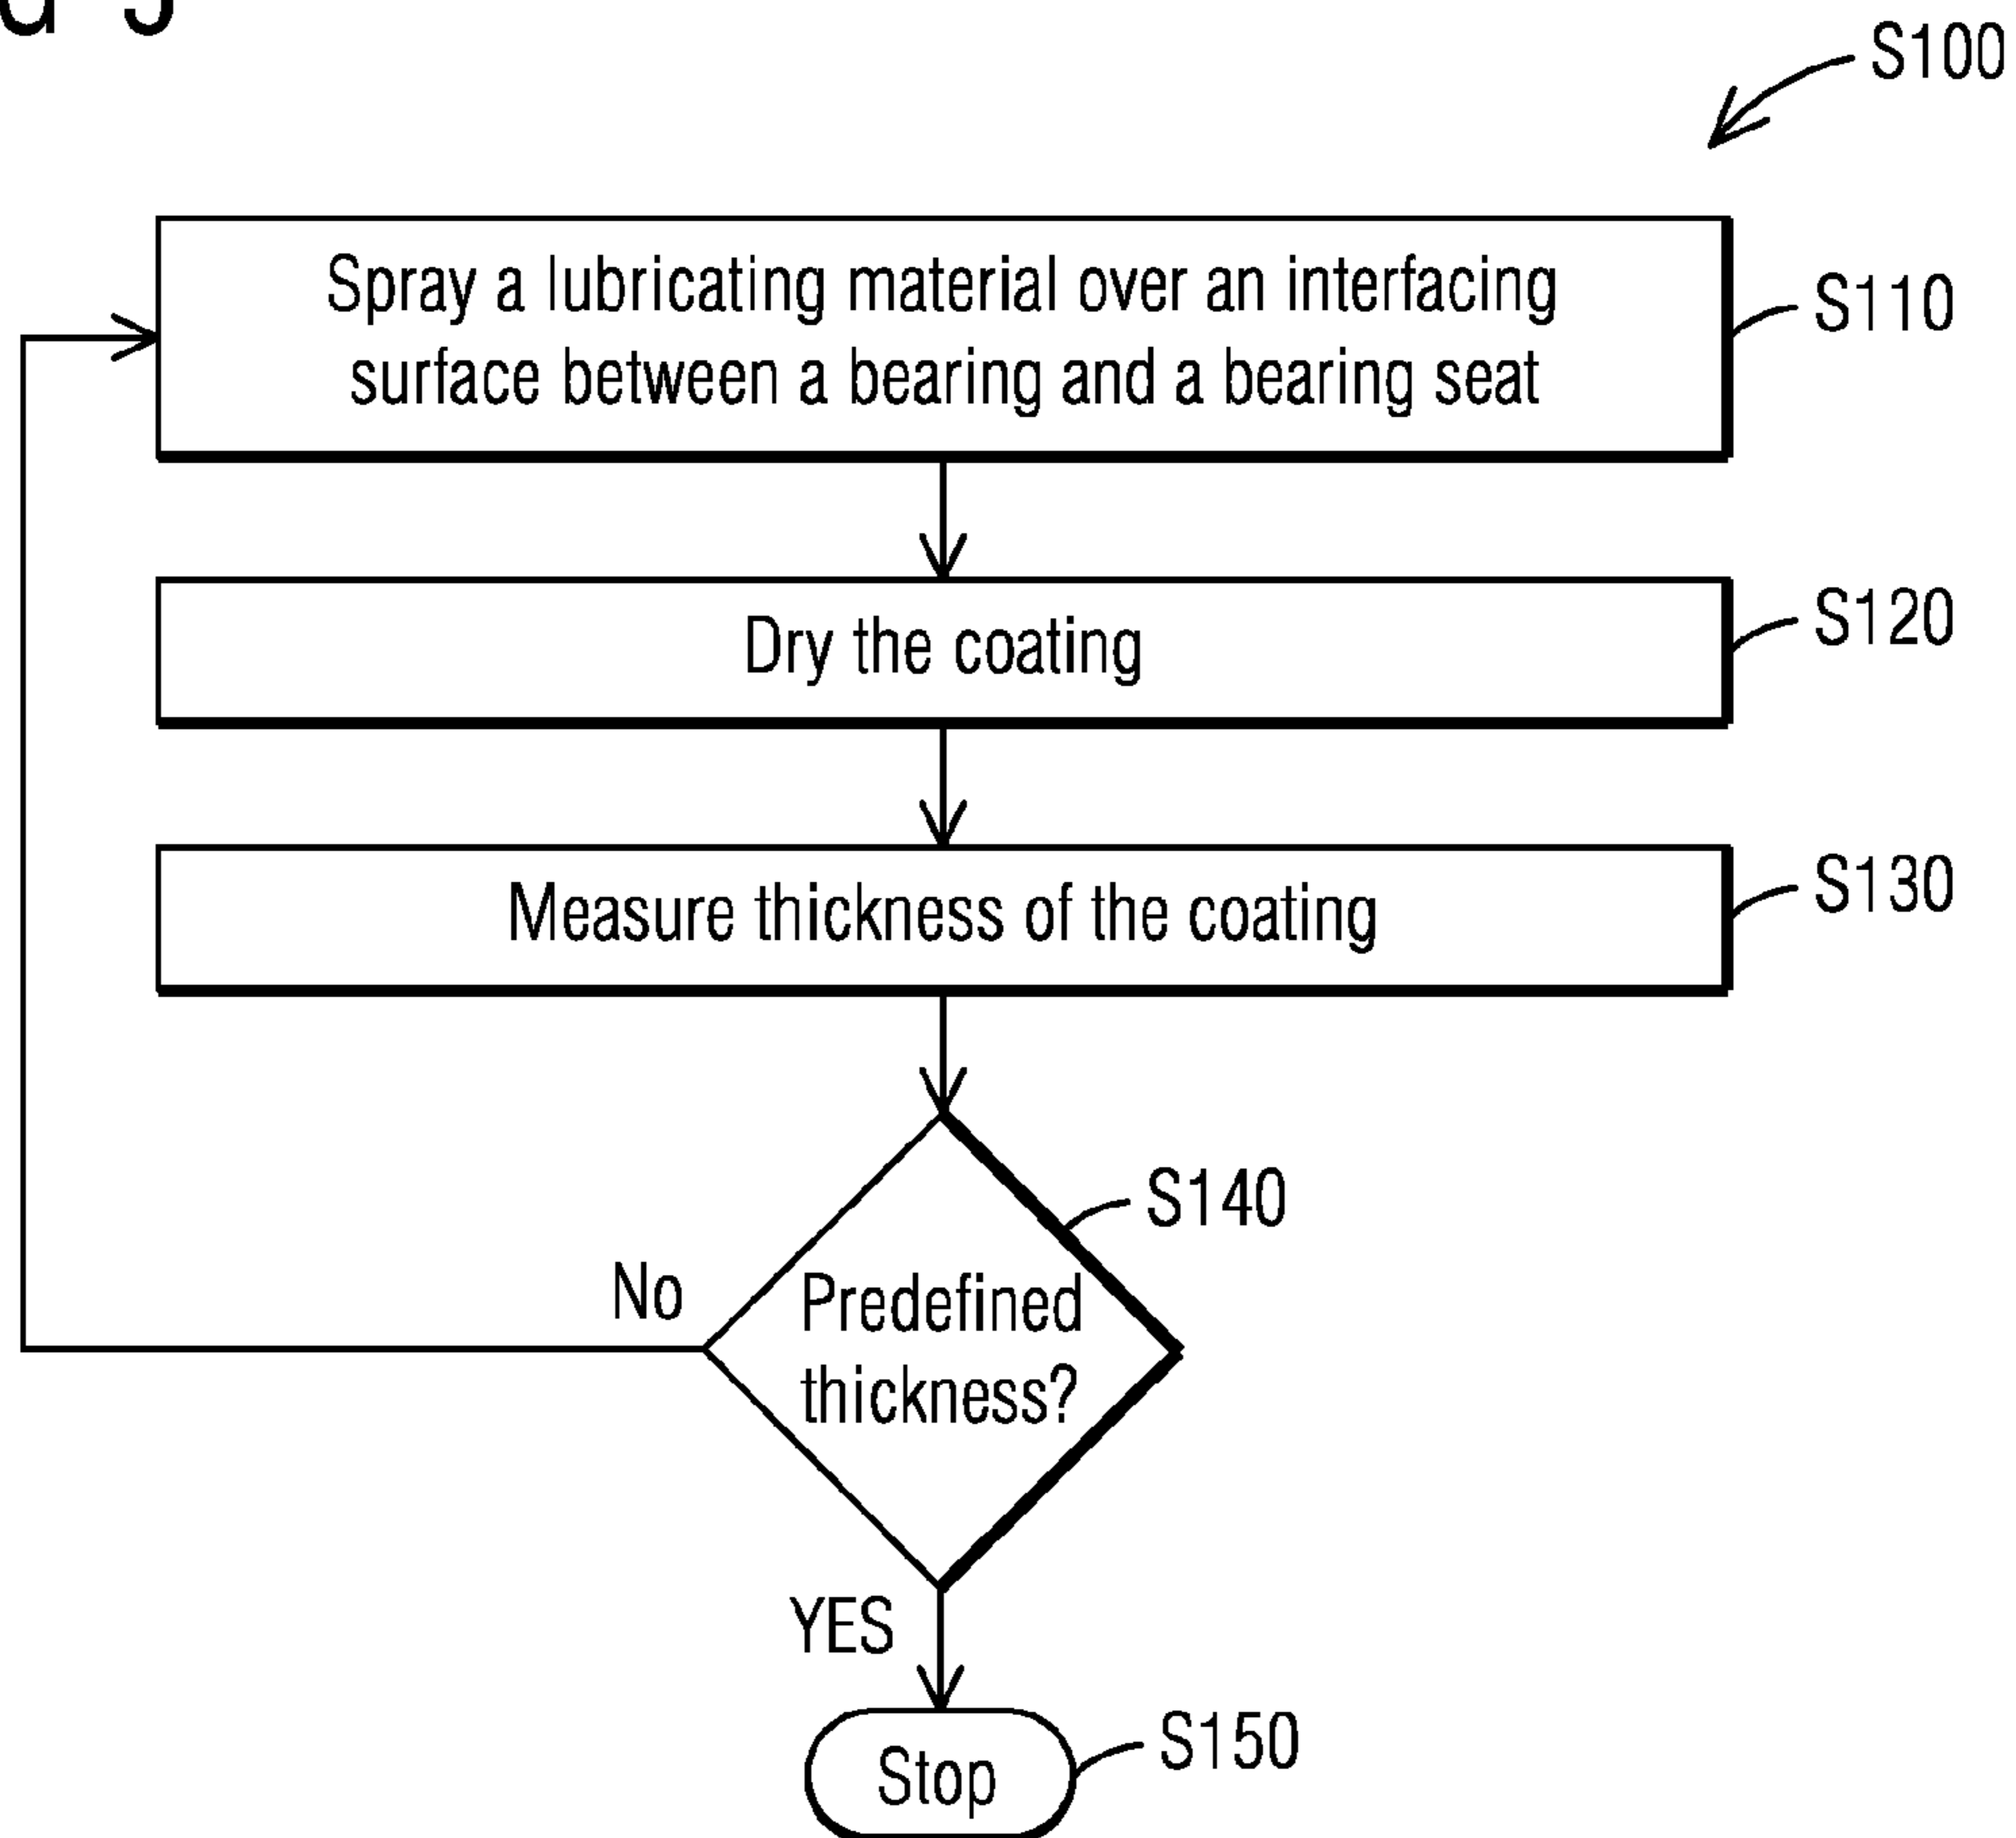 S100
Spray a lubricating material over an interfacing
surface between a bearing and a bearing seat
S110
Dry the coating
S120
Measure thickness of the coating
S130
S140
No
Predefined
thickness?
YES
Stop
S150